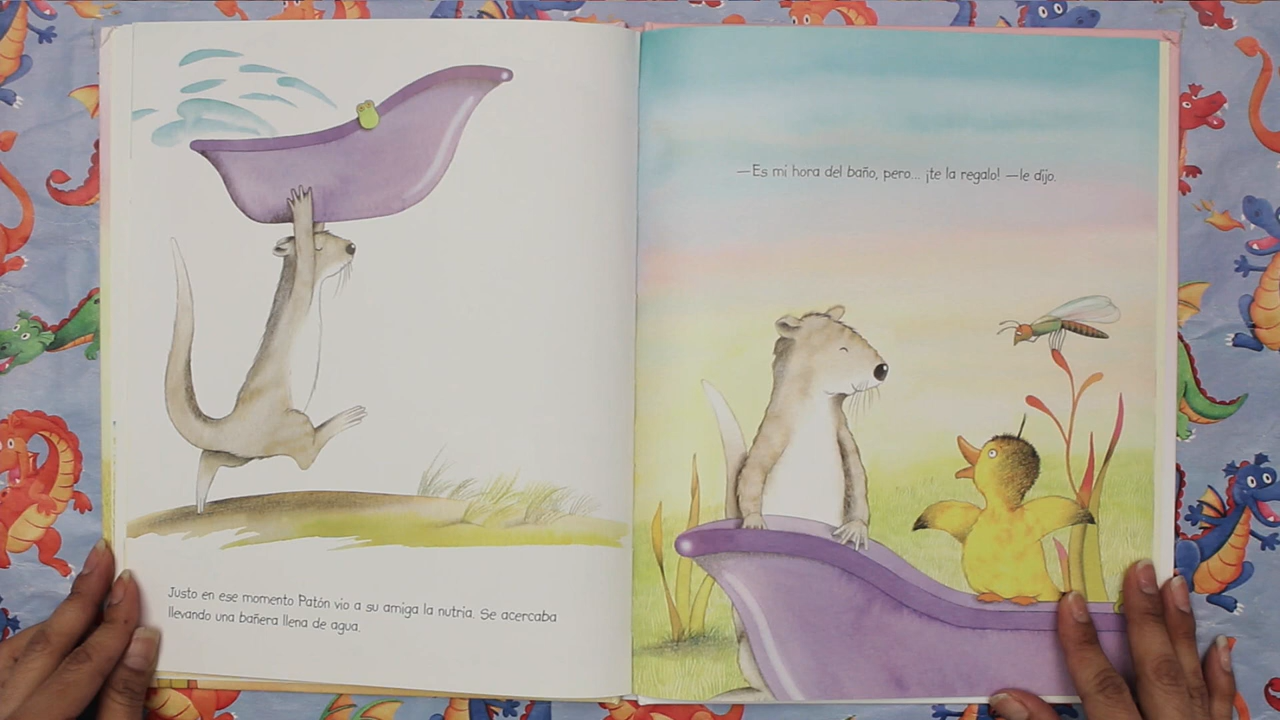 Justo en ese momento Patón vio a su amiga la nutria. Se acercaba
llevando una bañera llena de agua.
—Es mi hora del baño, pero... ¡te la regalo! —le dijo.